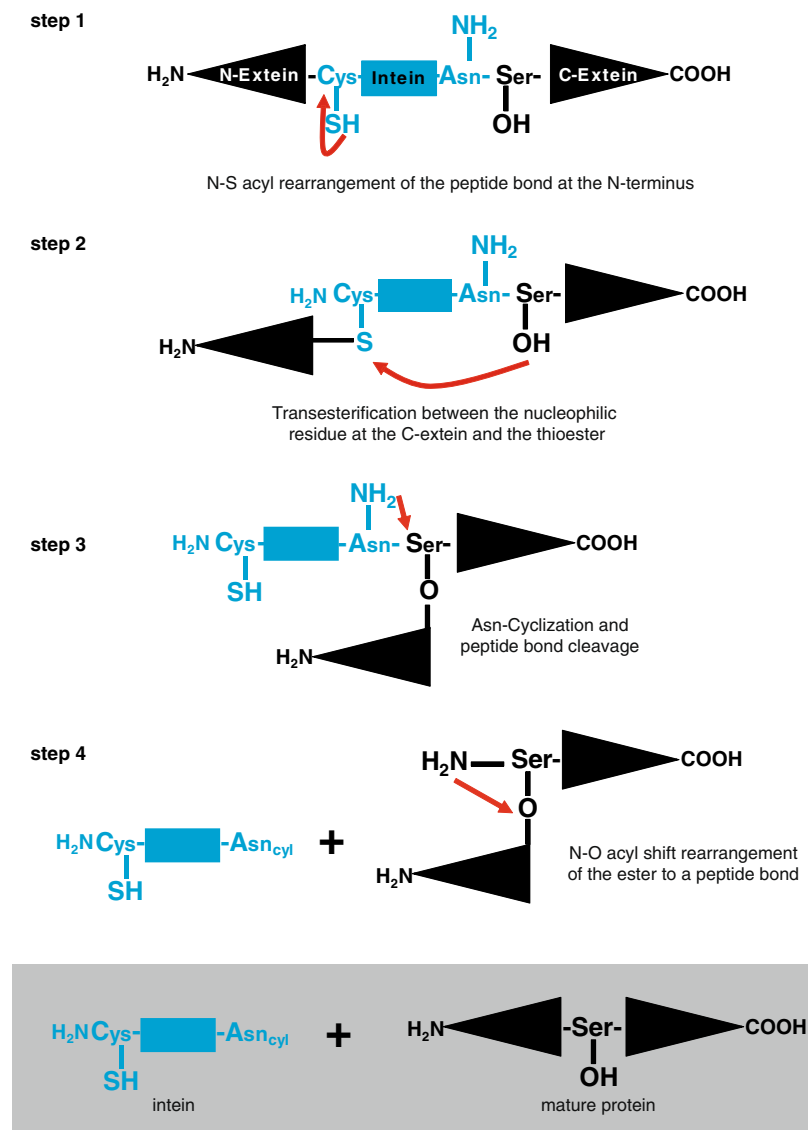 step 1
NH₂
H₂N N-Extein -Cys- Intein -Asn- Ser- C-Extein COOH
SH OH
N-S acyl rearrangement of the peptide bond at the N-terminus
step 2
NH₂
H₂N Cys- -Asn- Ser- COOH
H₂N S OH
Transesterification between the nucleophilic
residue at the C-extein and the thioester
step 3
NH₂
H₂N Cys- -Asn- Ser- COOH
SH O
H₂N
Asn-Cyclization and
peptide bond cleavage
step 4
H₂N Ser- COOH
O
H₂NCys- -Asncyl + H₂N
SH
N-O acyl shift rearrangement
of the ester to a peptide bond
H₂NCys- -Asncyl + H₂N -Ser- COOH
SH OH
intein mature protein